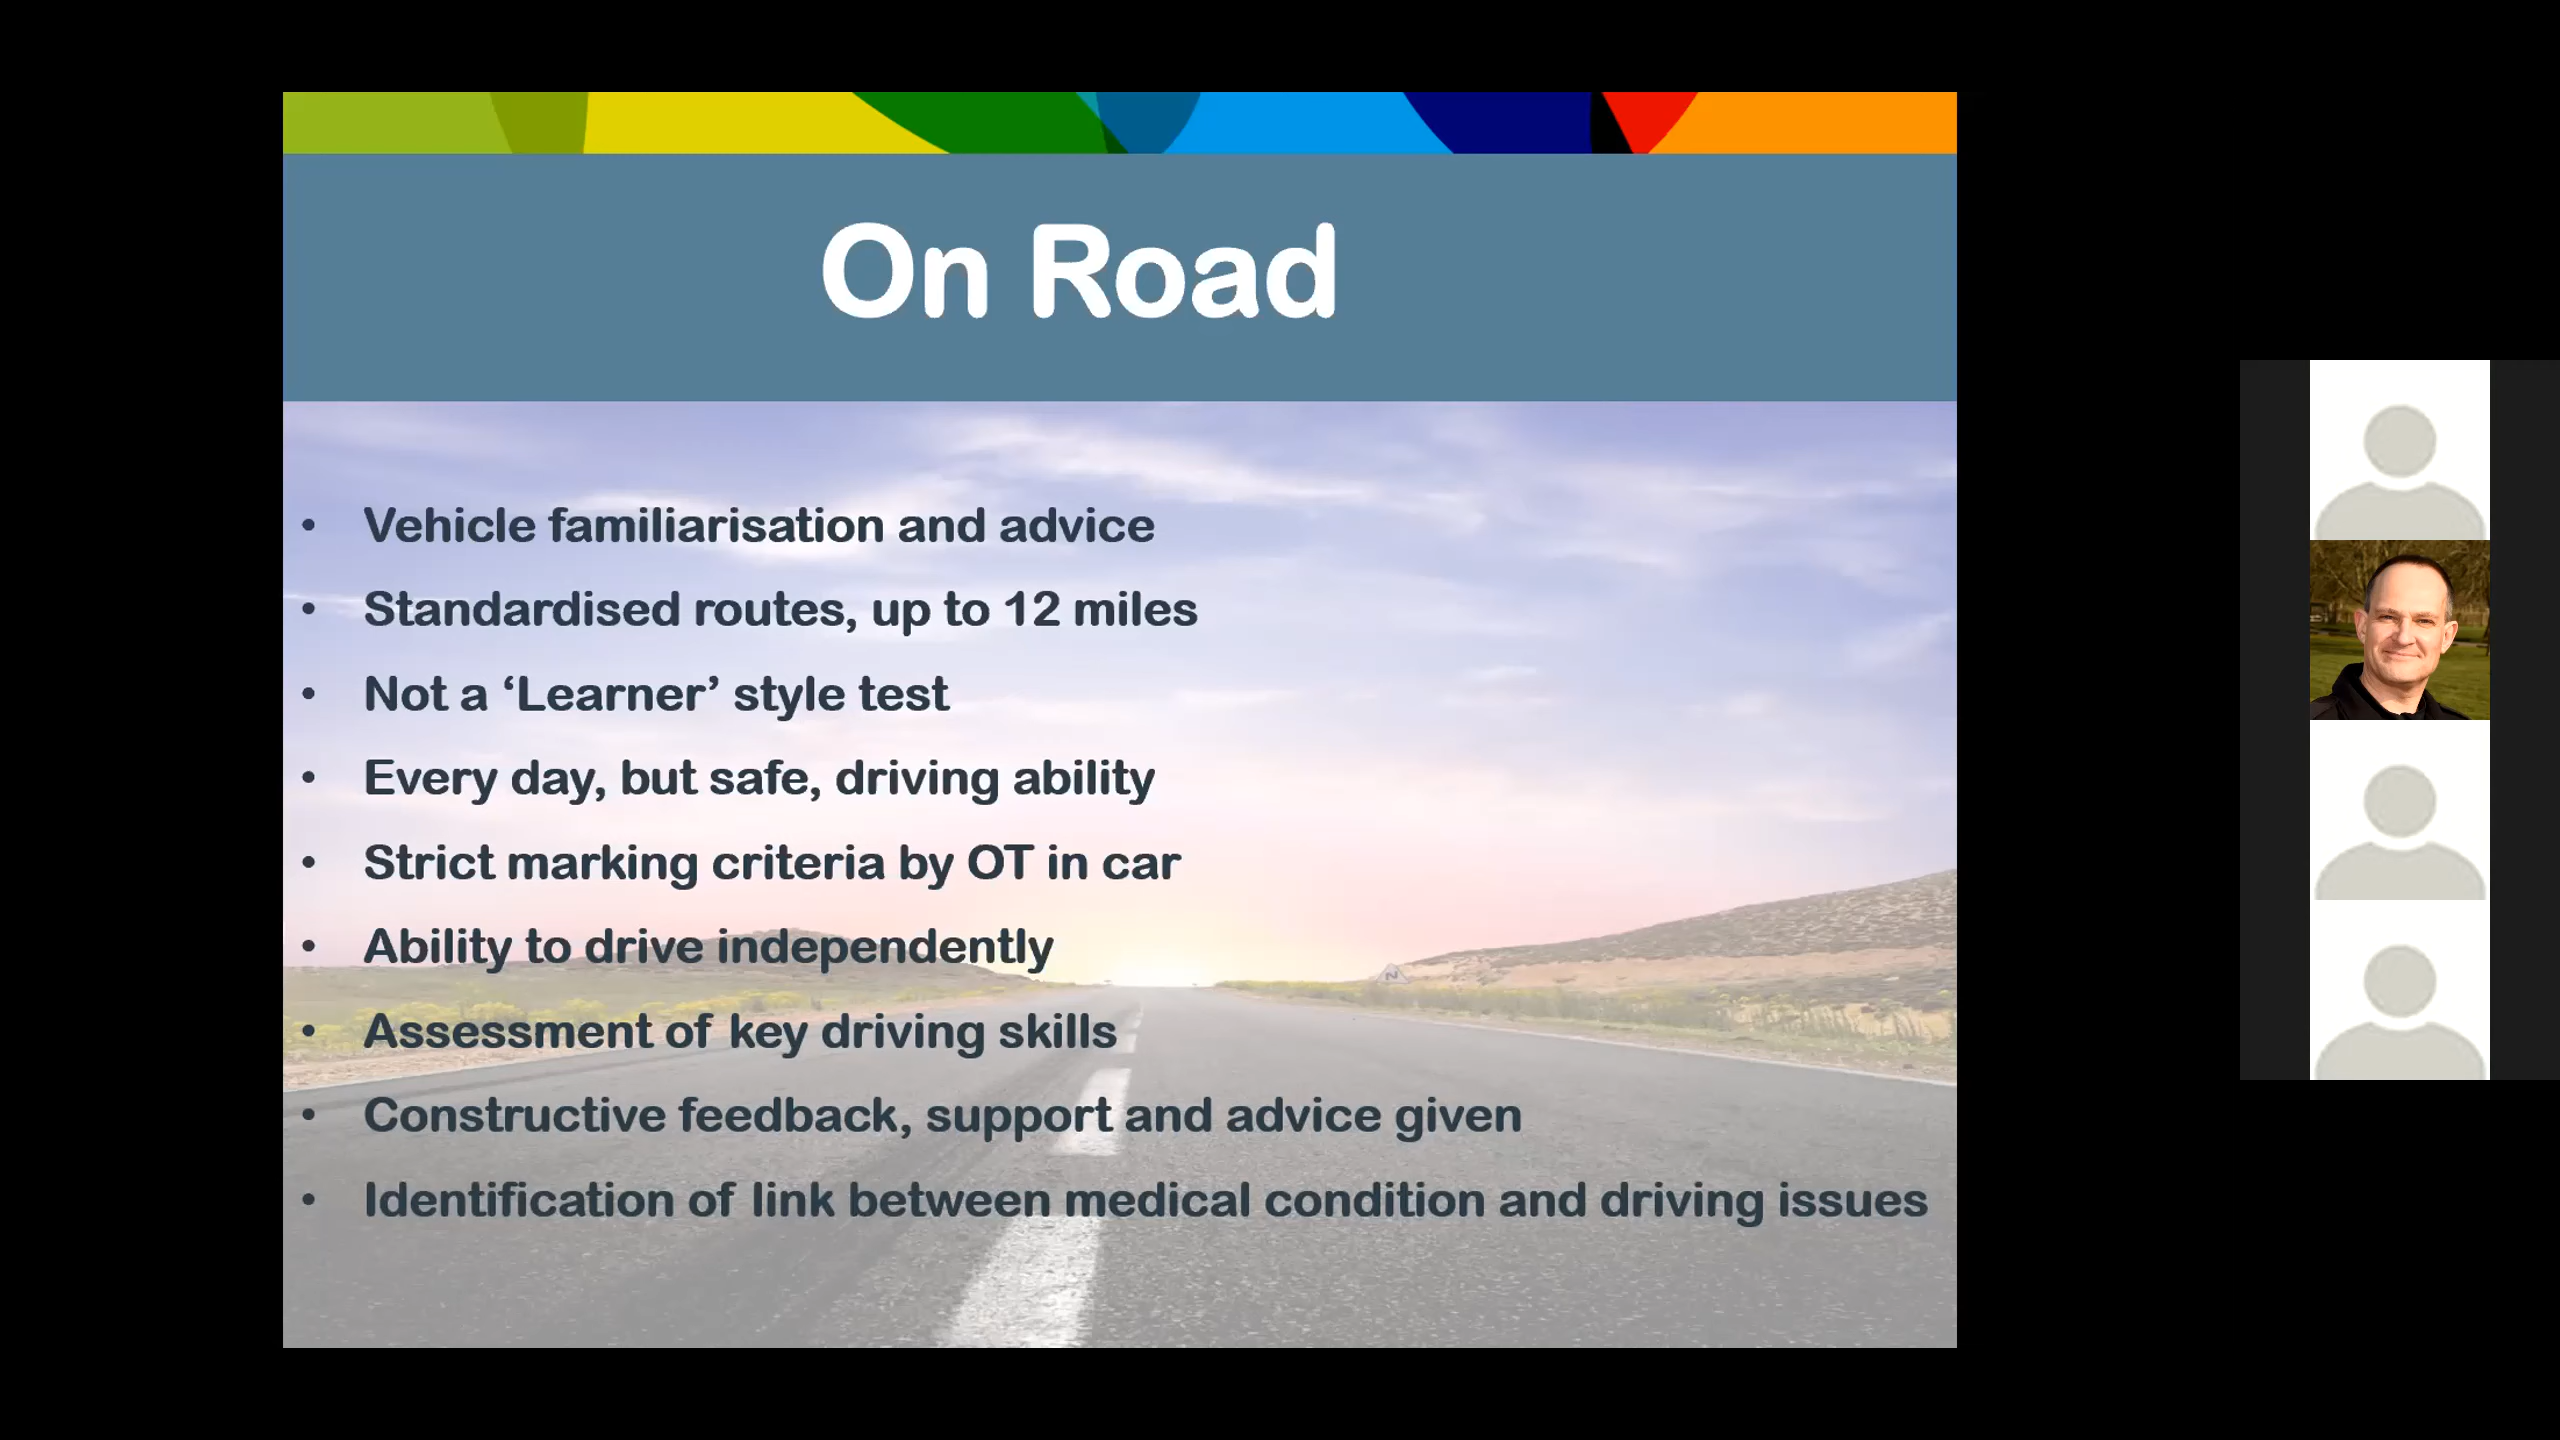 On Road
• Vehicle familiarisation and advice
• Standardised routes, up to 12 miles
• Not a ‘Learner’ style test
• Every day, but safe, driving ability
• Strict marking criteria by OT in car
• Ability to drive independently
• Assessment of key driving skills
• Constructive feedback, support and advice given
• Identification of link between medical condition and driving issues